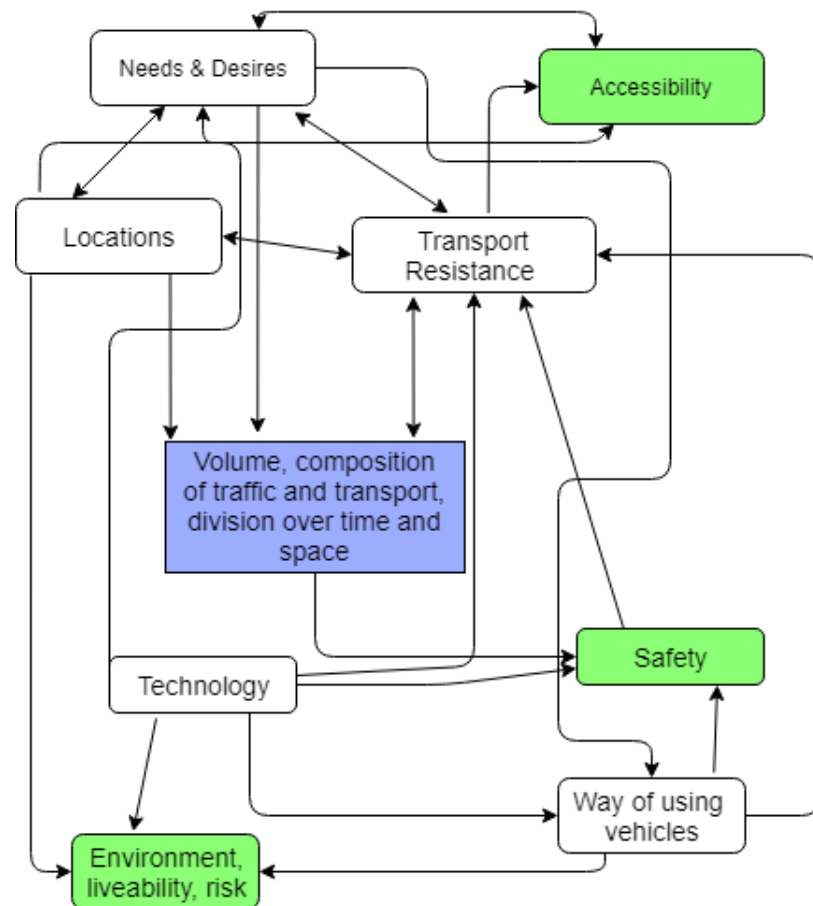 Needs & Desires
Accessibility
Locations
Transport
Resistance
Volume, composition
of traffic and transport,
division over time and
space
Safety
Technology
Way of using
vehicles
Environment,
liveability, risk